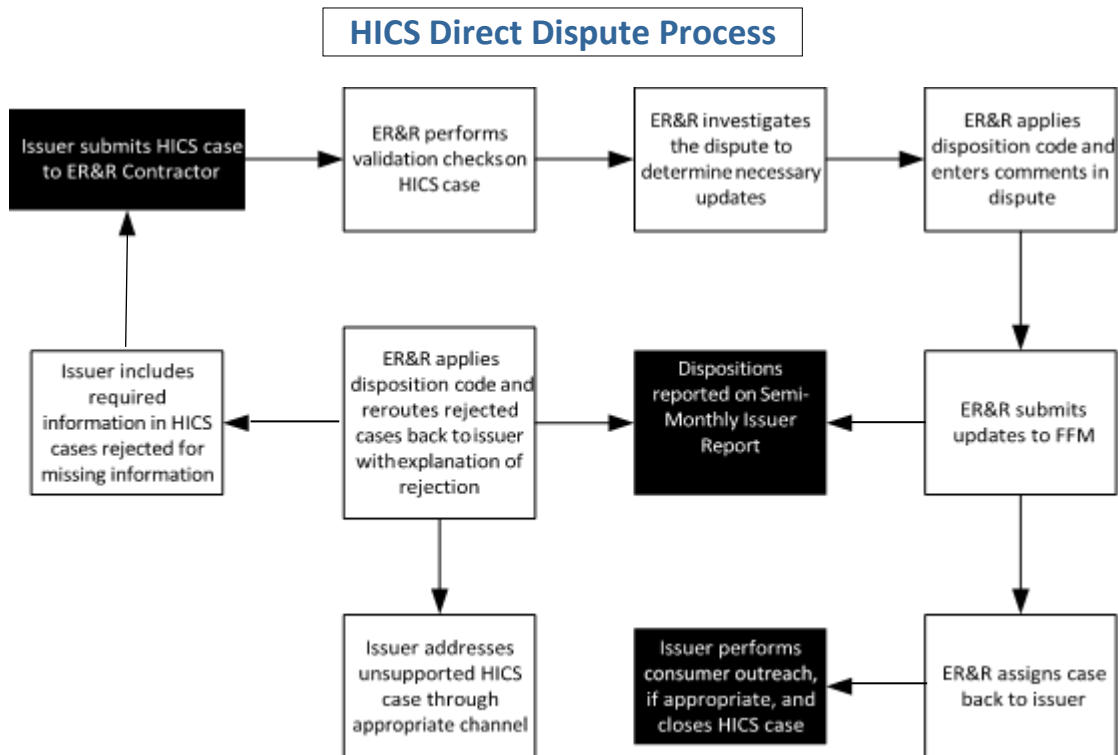 HICS Direct Dispute Process
Issuer submits HICS case
to ER&R Contractor
ER&R performs
validation checks on
HICS case
ER&R investigates
the dispute to
determine necessary
updates
ER&R applies
disposition code and
enters comments in
dispute
Issuer includes
required
information in HICS
cases rejected for
missing information
ER&R applies
disposition code and
reroutes rejected
cases back to issuer
with explanation of
rejection
Dispositions
reported on Semi-
Monthly Issuer
Report
ER&R submits
updates to FFM
Issuer addresses
unsupported HICS
case through
appropriate channel
Issuer performs
consumer outreach,
if appropriate, and
closes HICS case
ER&R assigns case
back to issuer